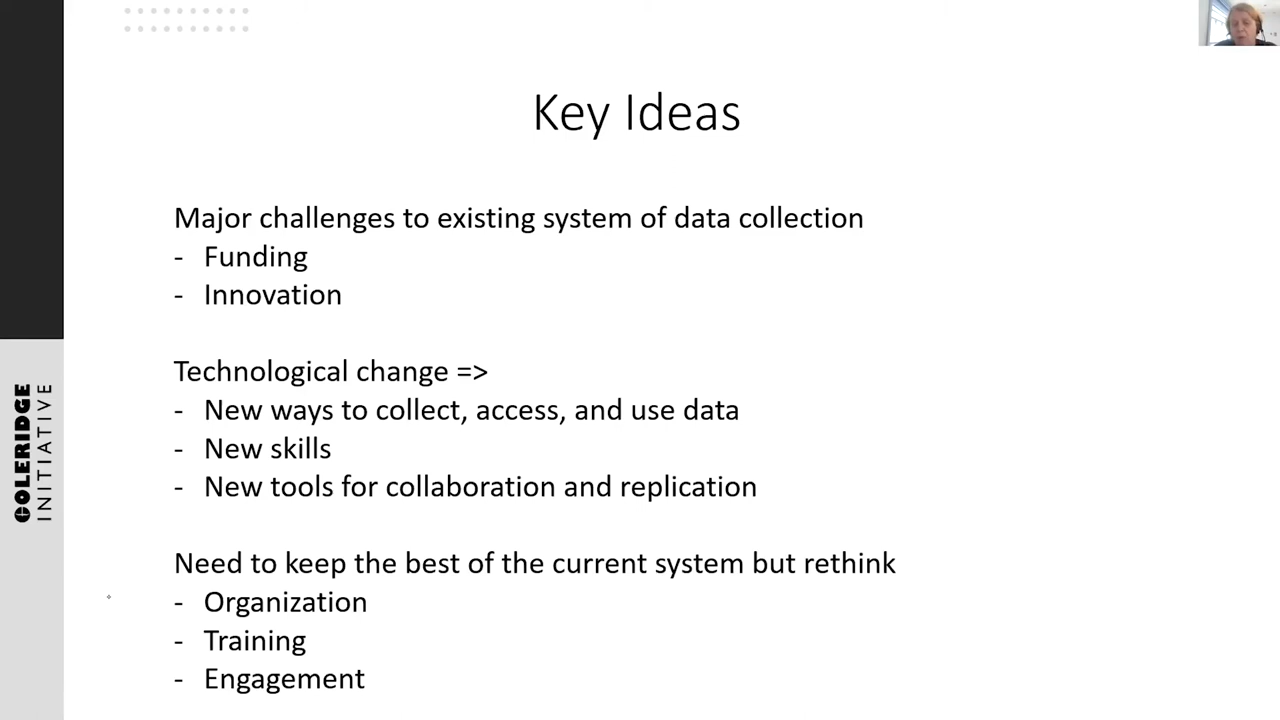 Key Ideas
Major challenges to existing system of data collection
- Funding
- Innovation
Technological change =>
- New ways to collect, access, and use data
- New skills
- New tools for collaboration and replication
Need to keep the best of the current system but rethink
- Organization
- Training
- Engagement
COLERIDGE
INITIATIVE